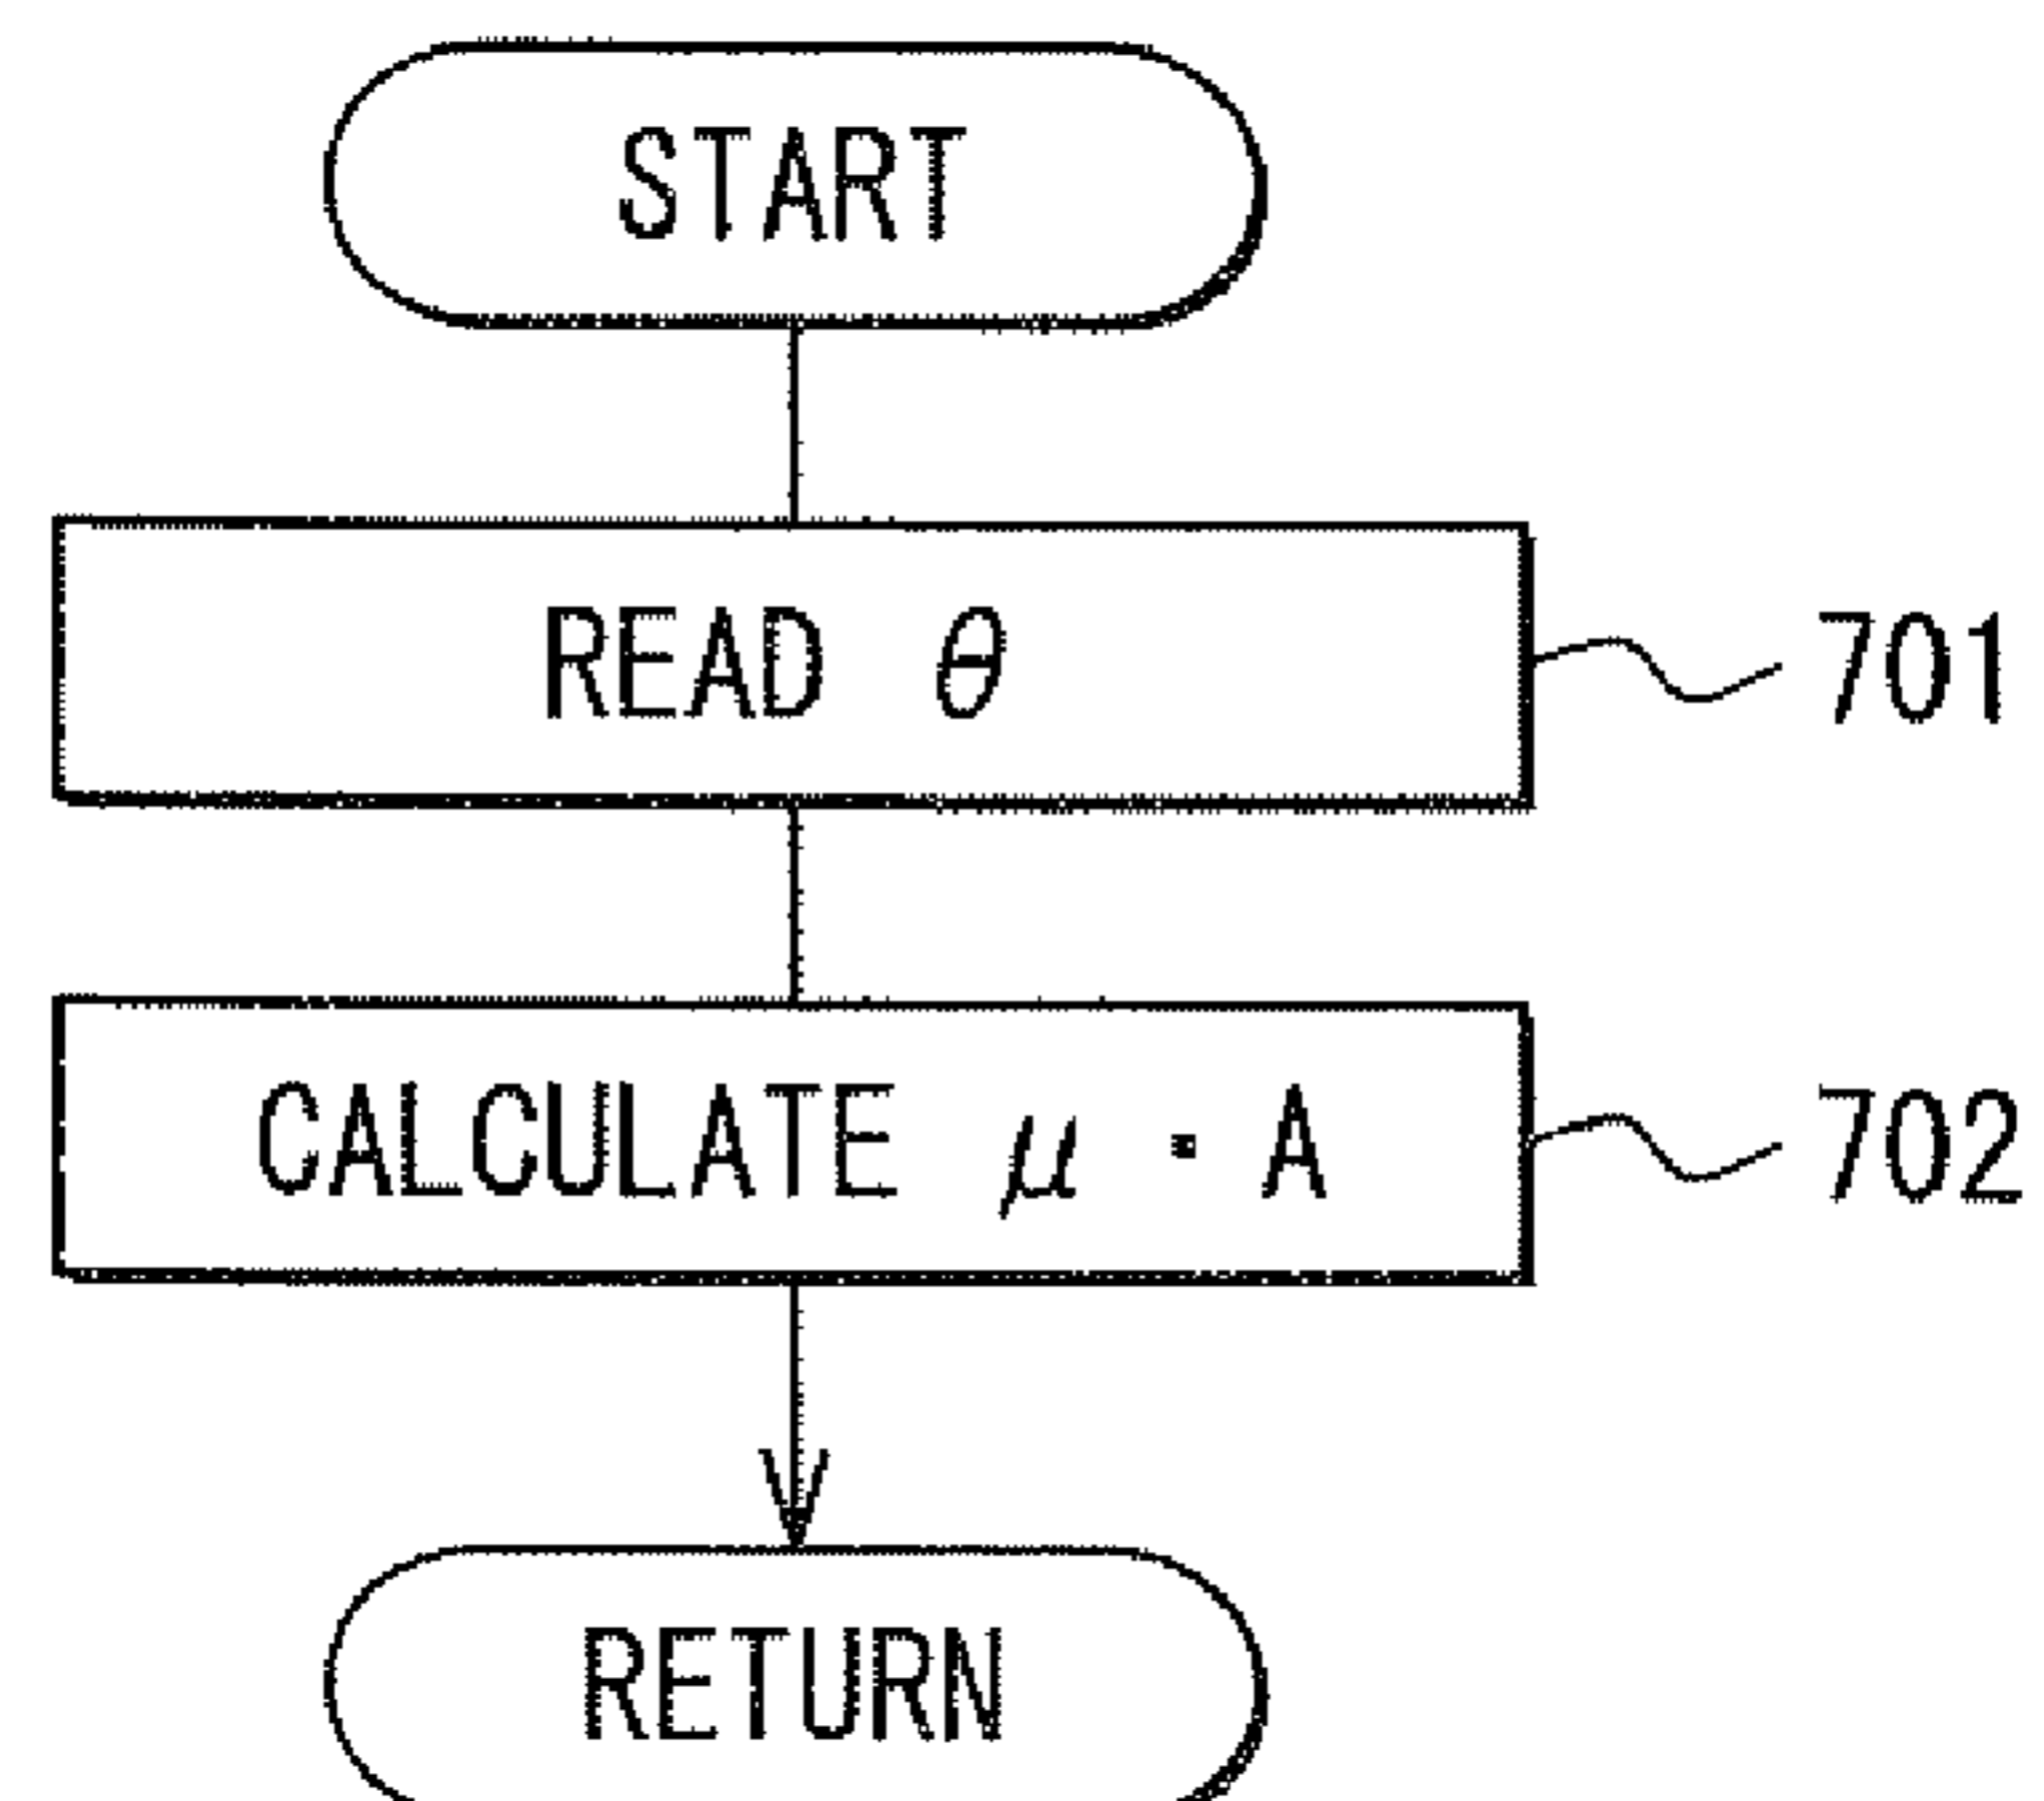 START
READ θ 701
CALCULATE μ · A 702
RETURN